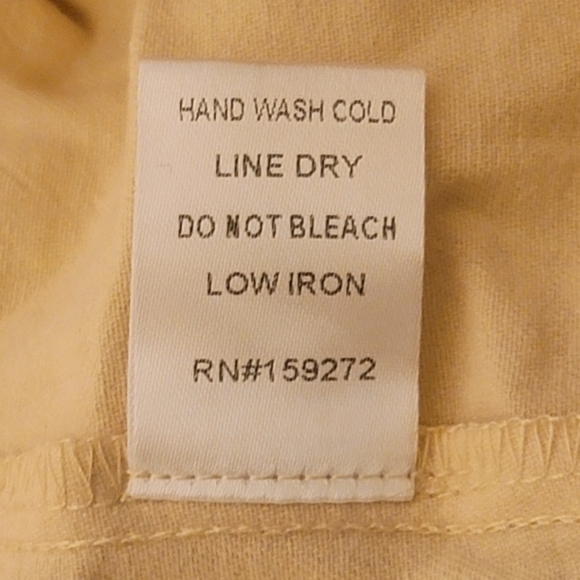 HAND WASH COLD
LINE DRY
DO NOT BLEACH
LOW IRON
RN#159272